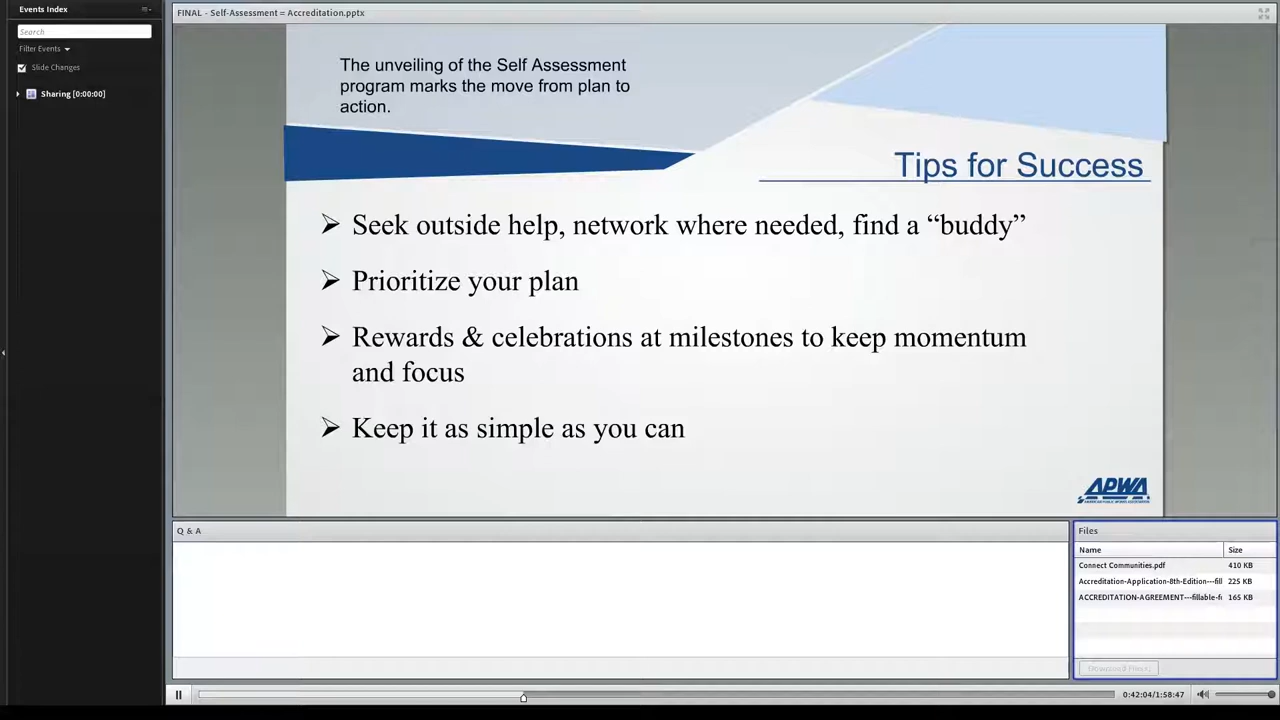 Events Index
Search
Filter Events
Slide Changes
Sharing [0:00:00]
FINAL - Self-Assessment = Accreditation.pptx
The unveiling of the Self Assessment
program marks the move from plan to
action.
Tips for Success
Seek outside help, network where needed, find a “buddy”
Prioritize your plan
Rewards & celebrations at milestones to keep momentum
and focus
Keep it as simple as you can
APWA
Q & A
Files
Name Size
Connect Communities.pdf 410 KB
Accreditation-Application-8th-Edition---fill 225 KB
ACCREDITATION-AGREEMENT---fillable-f 165 KB
0:42:04/1:58:47